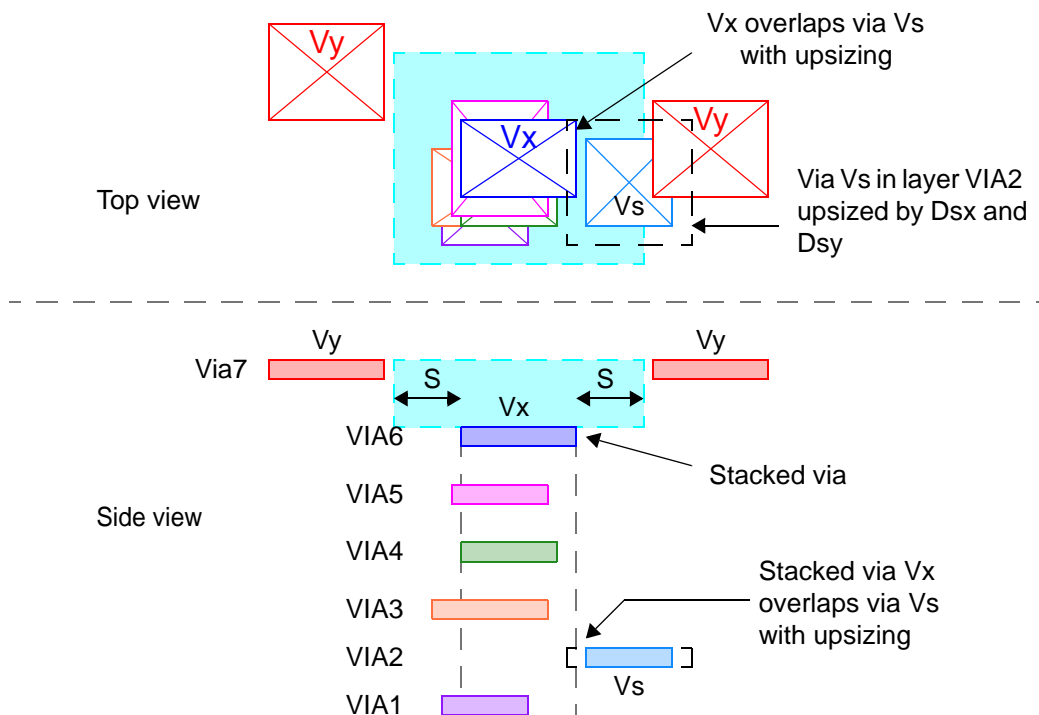 Vx overlaps via Vs
with upsizing
Vy
Vx
Vy
Top view
Vs
Via Vs in layer VIA2
upsized by Dsx and
Dsy
Vy
Vy
Via7
S
S
Vx
VIA6
Stacked via
VIA5
Side view
VIA4
Stacked via Vx
overlaps via Vs
with upsizing
VIA3
VIA2
Vs
VIA1